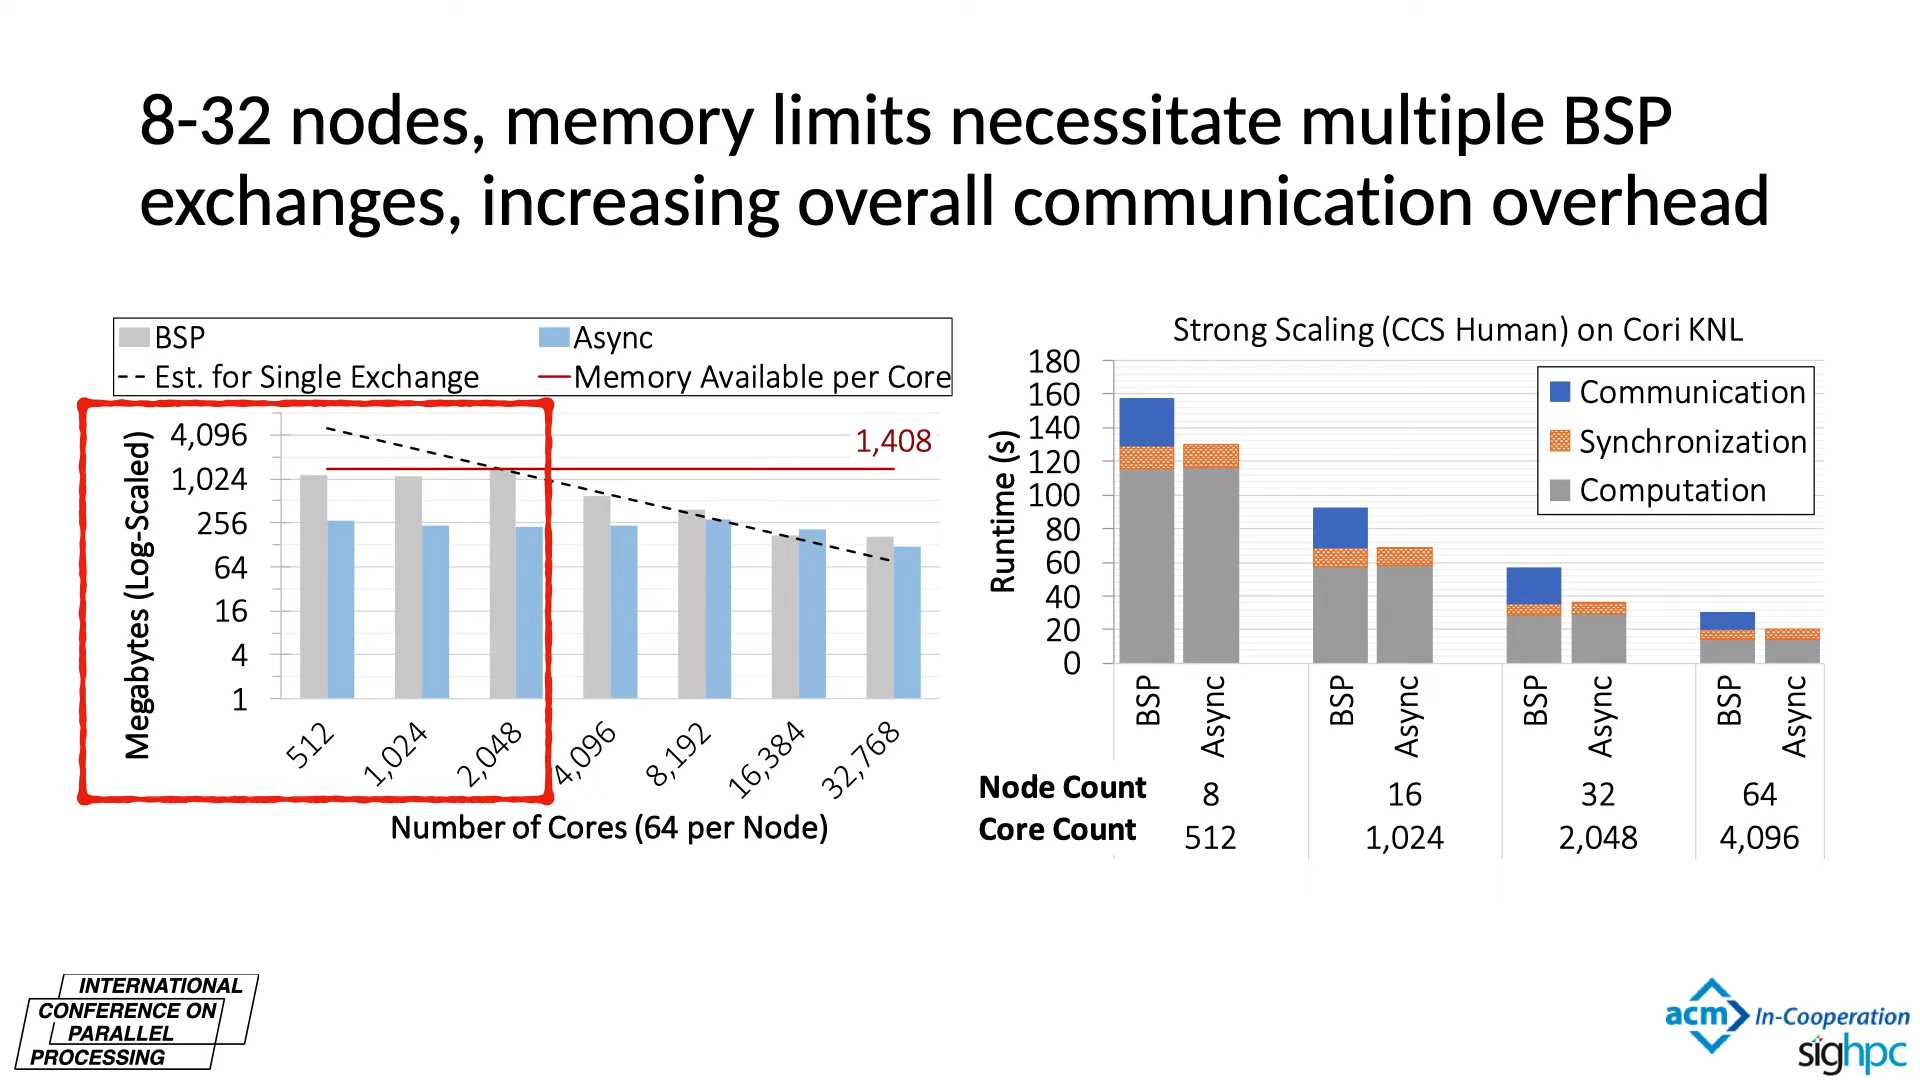 8-32 nodes, memory limits necessitate multiple BSP
exchanges, increasing overall communication overhead
BSP
Async
Est. for Single Exchange
Memory Available per Core
Megabytes (Log-Scaled)
4,096
1,024
256
64
16
4
1
1,408
512
1,024
2,048
4,096
8,192
16,384
32,768
Number of Cores (64 per Node)
Strong Scaling (CCS Human) on Cori KNL
Runtime (s)
180
160
140
120
100
80
60
40
20
0
Communication
Synchronization
Computation
BSP
Async
BSP
Async
BSP
Async
BSP
Async
Node Count 8 16 32 64
Core Count 512 1,024 2,048 4,096
INTERNATIONAL
CONFERENCE ON
PARALLEL
PROCESSING
acm In-Cooperation
sighpc